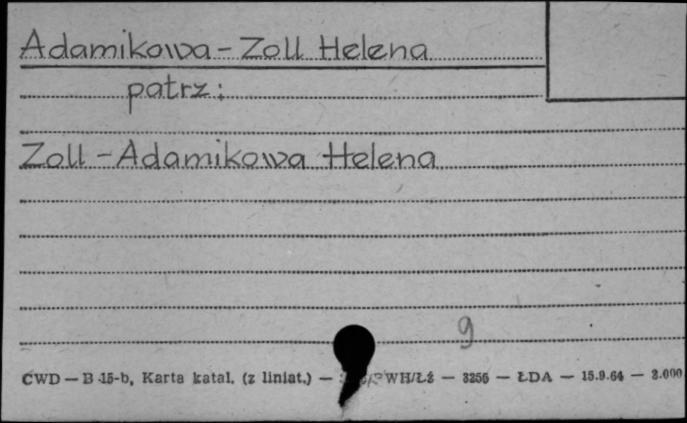 Adamikowa-Zoll Helena
patrz:
Zoll-Adamikowa Helena
9
CWD — B 15-b, Karta katal. (z liniat.) — WH/Łź — 3256 — ŁDA — 15.9.64 — 2.000